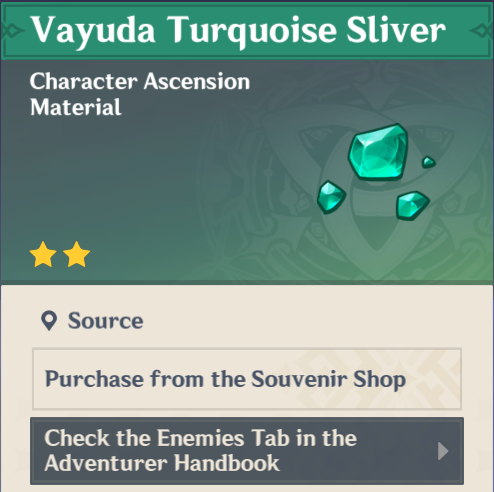 Vayuda Turquoise Sliver
Character Ascension
Material
Source
Purchase from the Souvenir Shop
Check the Enemies Tab in the
Adventurer Handbook